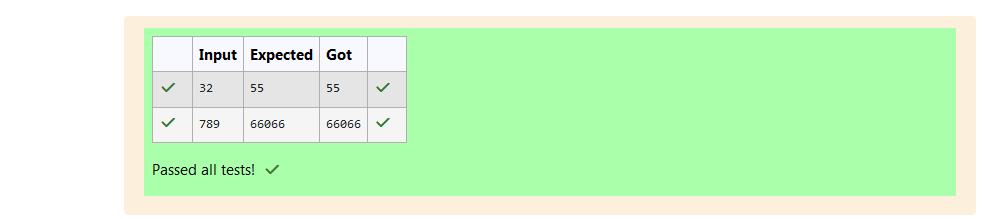 Input Expected Got
32 55 55
789 66066 66066
Passed all tests!